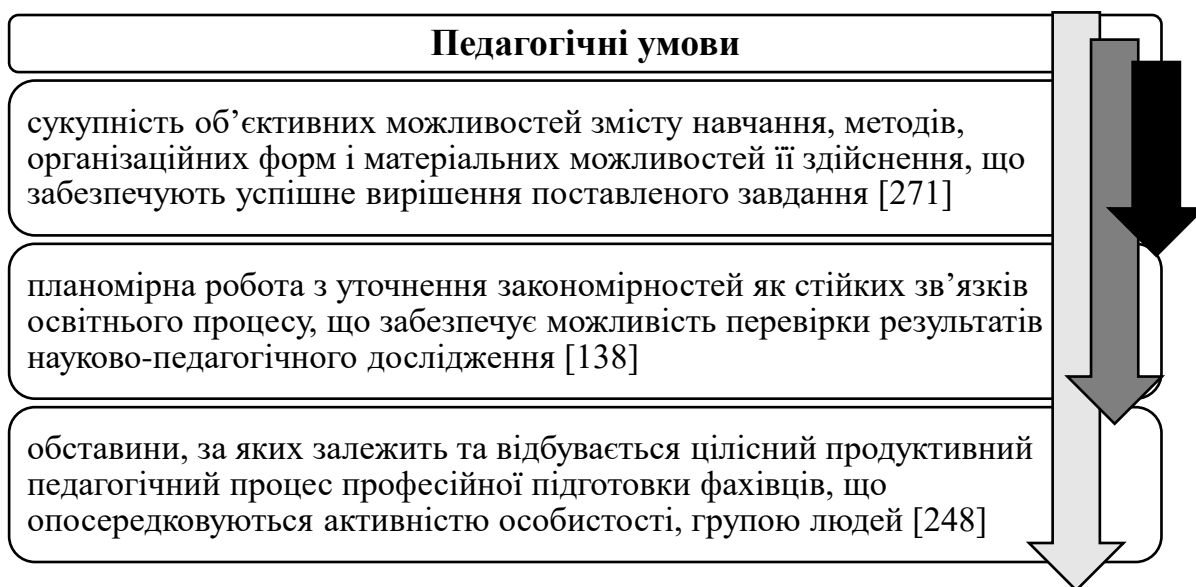 Педагогічні умови
сукупність об’єктивних можливостей змісту навчання, методів,
організаційних форм і матеріальних можливостей її здійснення, що
забезпечують успішне вирішення поставленого завдання [271]
планомірна робота з уточнення закономірностей як стійких зв’язків
освітнього процесу, що забезпечує можливість перевірки результатів
науково-педагогічного дослідження [138]
обставини, за яких залежить та відбувається цілісний продуктивний
педагогічний процес професійної підготовки фахівців, що
опосередковуються активністю особистості, групою людей [248]